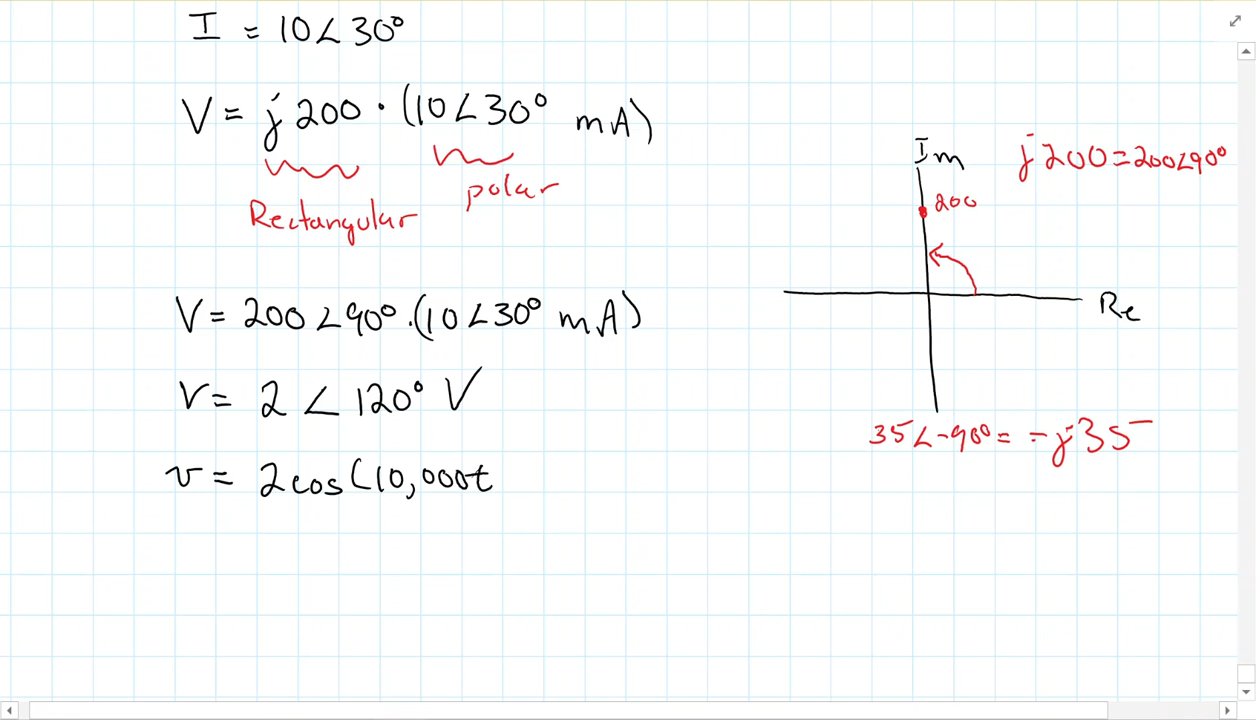 I = 10∠30°
V = j200 · (10∠30° mA)
Rectangular
polar
V = 200∠90° · (10∠30° mA)
V = 2∠120° V
v = 2cos(10,000t
Im
j200 = 200∠90°
200
Re
35∠-90° = -j35